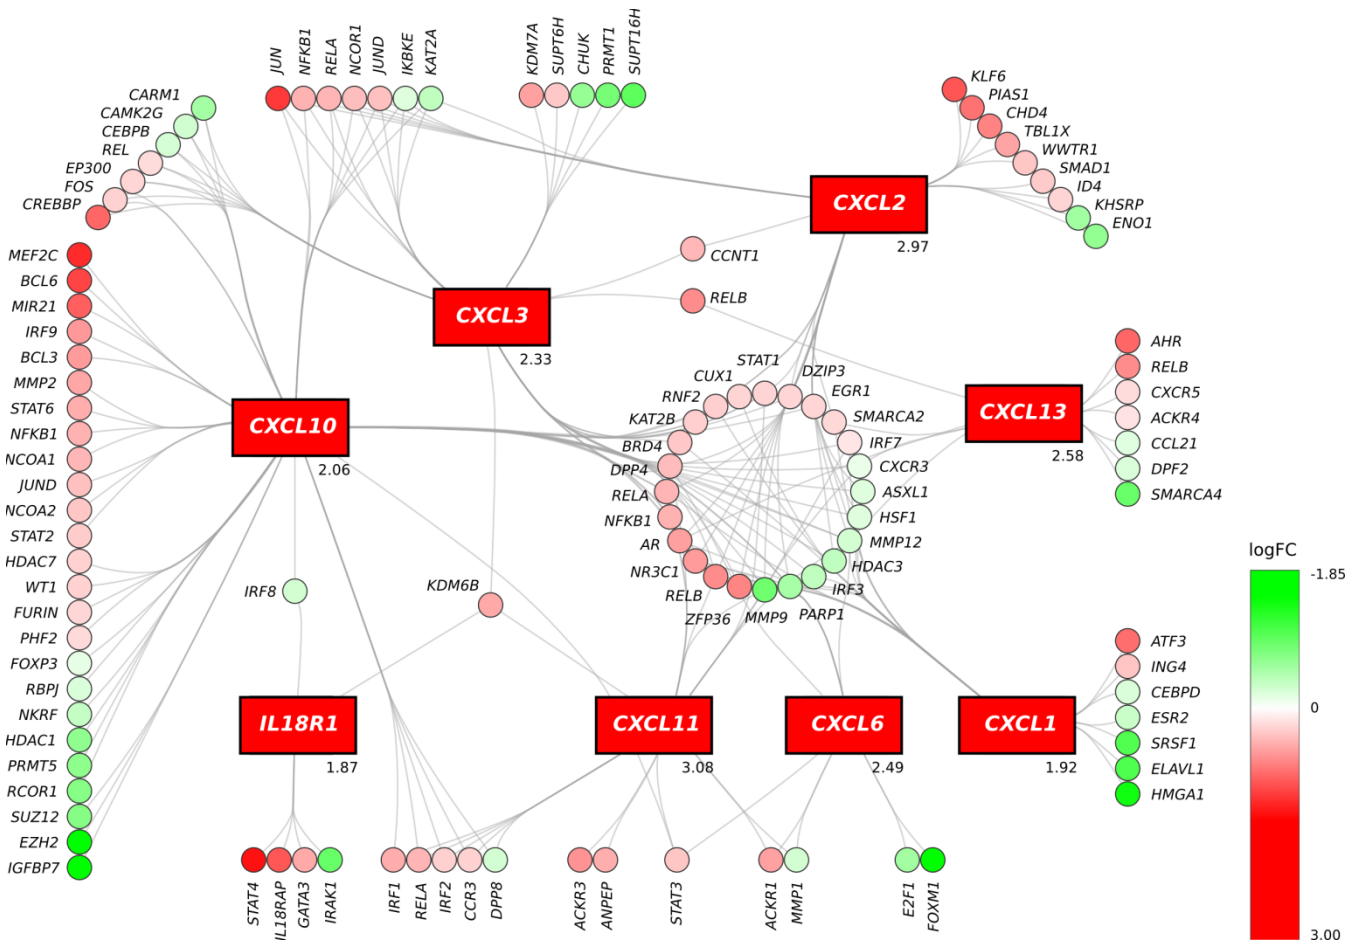 JUN
NFKB1
RELA
NCOR1
JUND
IKBKE
KAT2A
KDM7A
SUPT6H
CHUK
PRMT1
SUPT16H
KLF6
PIAS1
CHD4
TBL1X
WWTR1
SMAD1
ID4
KHSRP
ENO1
CARM1
CAMK2G
CEBPB
REL
EP300
FOS
CREBBP
CXCL2
2.97
CCNT1
RELB
CXCL3
2.33
MEF2C
BCL6
MIR21
IRF9
BCL3
MMP2
STAT6
NFKB1
NCOA1
JUND
NCOA2
STAT2
HDAC7
WT1
FURIN
PHF2
FOXP3
RBPJ
NKRF
HDAC1
PRMT5
RCOR1
SUZ12
EZH2
IGFBP7
CXCL10
2.06
STAT1
DZIP3
CUX1
EGR1
RNF2
SMARCA2
KAT2B
IRF7
BRD4
CXCR3
DPP4
ASXL1
RELA
HSF1
NFKB1
MMP12
AR
HDAC3
NR3C1
IRF3
RELB
PARP1
ZFP36
MMP9
CXCL13
2.58
AHR
RELB
CXCR5
ACKR4
CCL21
DPF2
SMARCA4
IRF8
KDM6B
logFC
-1.85
0
3.00
IL18R1
1.87
CXCL11
3.08
CXCL6
2.49
CXCL1
1.92
ATF3
ING4
CEBPD
ESR2
SRSF1
ELAVL1
HMGA1
STAT4
IL18RAP
GATA3
IRAK1
IRF1
RELA
IRF2
CCR3
DPP8
ACKR3
ANPEP
STAT3
ACKR1
MMP1
E2F1
FOXM1